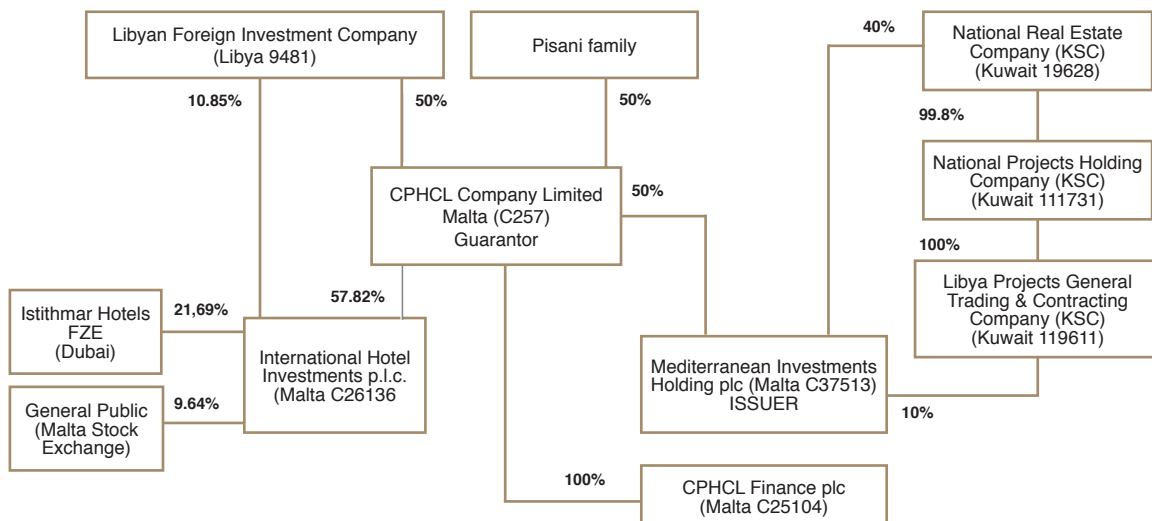 Libyan Foreign Investment Company
(Libya 9481)
Pisani family
40%
National Real Estate
Company (KSC)
(Kuwait 19628)
10.85%
50%
50%
99.8%
National Projects Holding
Company (KSC)
(Kuwait 111731)
CPHCL Company Limited
Malta (C257)
Guarantor
50%
100%
Libya Projects General
Trading & Contracting
Company (KSC)
(Kuwait 119611)
57.82%
Istithmar Hotels
FZE
(Dubai)
21,69%
International Hotel
Investments p.l.c.
(Malta C26136
Mediterranean Investments
Holding plc (Malta C37513)
ISSUER
General Public
(Malta Stock
Exchange)
9.64%
10%
100%
CPHCL Finance plc
(Malta C25104)